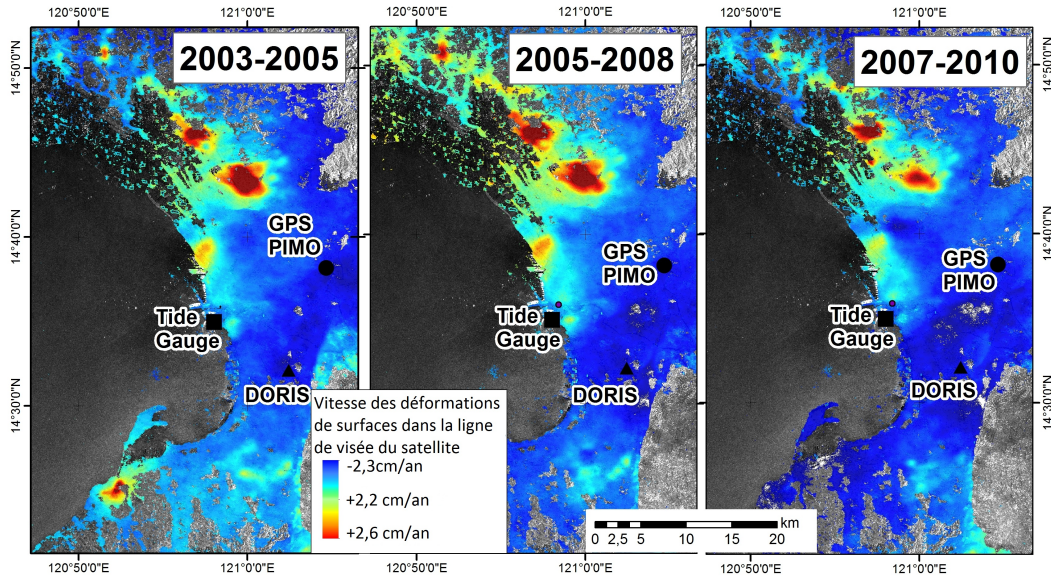 120°50'0"E 121°0'0"E 120°50'0"E 121°0'0"E 120°50'0"E 121°0'0"E
2003-2005
2005-2008
2007-2010
14°50'0"N
14°50'0"N
GPS
PIMO
GPS
PIMO
GPS
PIMO
14°40'0"N
14°40'0"N
Tide
Gauge
Tide
Gauge
Tide
Gauge
DORIS
DORIS
DORIS
14°30'0"N
14°30'0"N
Vitesse des déformations
de surfaces dans la ligne
de visée du satellite
-2,3cm/an
+2,2 cm/an
+2,6 cm/an
km
0 2,5 5 10 15 20
120°50'0"E 121°0'0"E 120°50'0"E 121°0'0"E 120°50'0"E 121°0'0"E